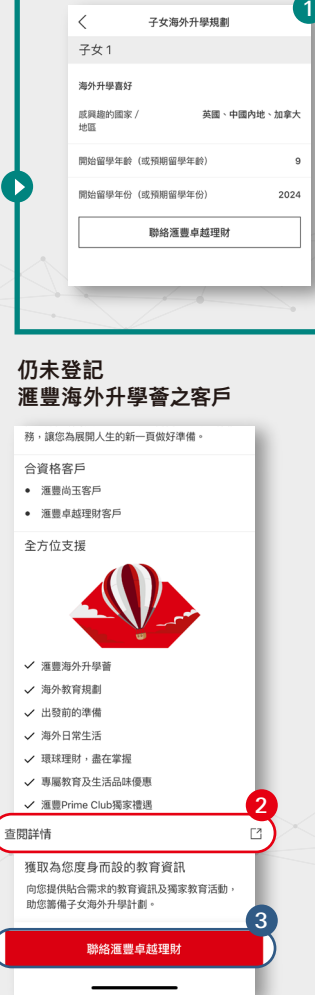 1
子女海外升學規劃
子女 1
海外升學喜好
感興趣的國家 / 英國、中國內地、加拿大
地區
開始留學年齡（或預期留學年齡） 9
開始留學年份（或預期留學年份） 2024
聯絡滙豐卓越理財
仍未登記
滙豐海外升學薈之客戶
務，讓您為展開人生的新一頁做好準備。
合資格客戶
• 滙豐尚玉客戶
• 滙豐卓越理財客戶
全方位支援
✓ 滙豐海外升學薈
✓ 海外教育規劃
✓ 出發前的準備
✓ 海外日常生活
✓ 環球理財，盡在掌握
✓ 專屬教育及生活品味優惠
✓ 滙豐Prime Club獨家禮遇
2
查閱詳情
獲取為您度身而設的教育資訊
向您提供貼合需求的教育資訊及獨家教育活動，
助您籌備子女海外升學計劃。
3
聯絡滙豐卓越理財